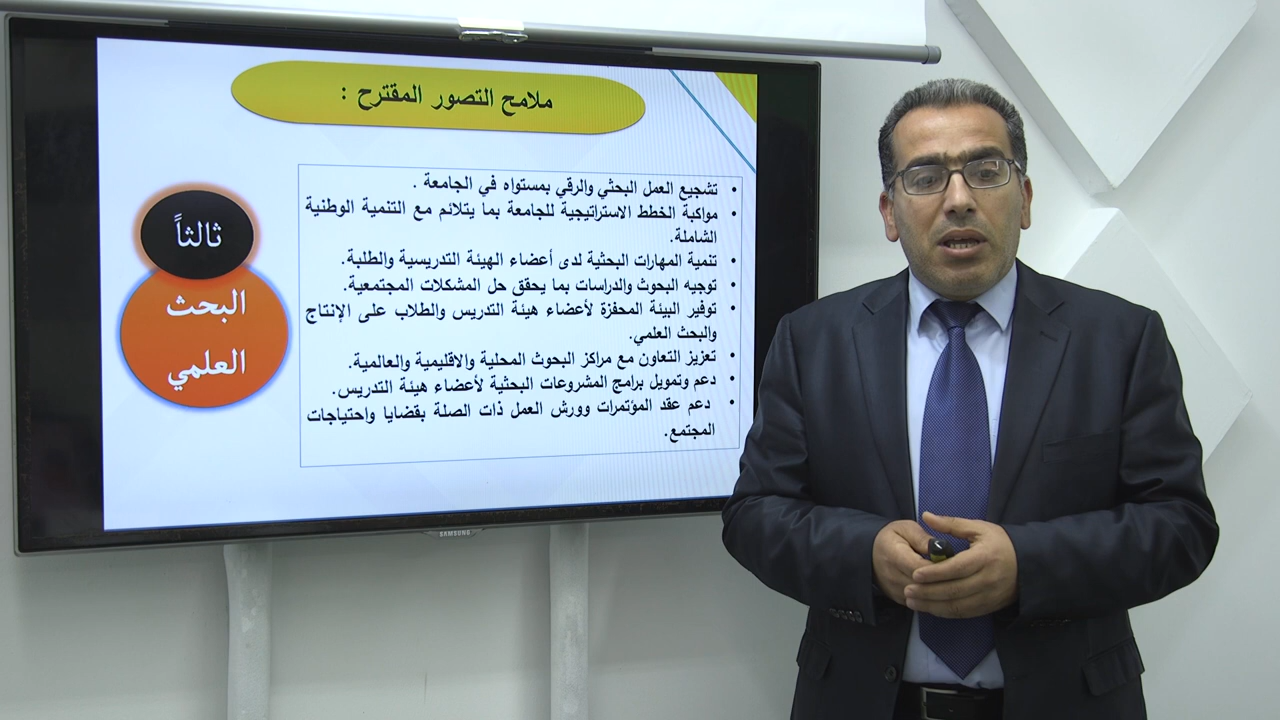 ملامح التصور المقترح :
ثالثاً
البحث
العلمي
• تشجيع العمل البحثي والرقي بمستواه في الجامعة .
• مواكبة الخطط الاستراتيجية للجامعة بما يتلائم مع التنمية الوطنية
الشاملة.
• تنمية المهارات البحثية لدى أعضاء الهيئة التدريسية والطلبة.
• توجيه البحوث والدراسات بما يحقق حل المشكلات المجتمعية.
• توفير البيئة المحفزة لأعضاء هيئة التدريس والطلاب على الإنتاج
والبحث العلمي.
• تعزيز التعاون مع مراكز البحوث المحلية والاقليمية والعالمية.
• دعم وتمويل برامج المشروعات البحثية لأعضاء هيئة التدريس.
• دعم عقد المؤتمرات وورش العمل ذات الصلة بقضايا واحتياجات
المجتمع.
SAMSUNG